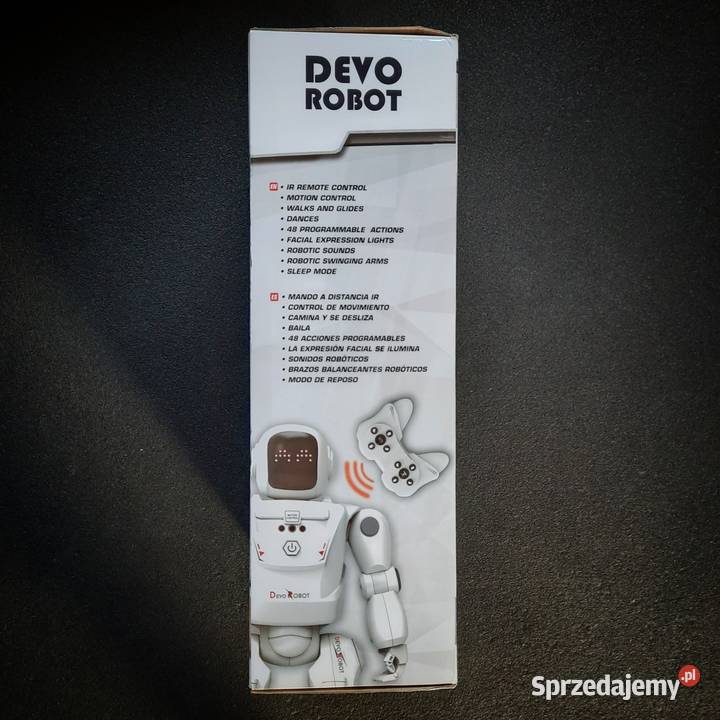 DEVO
ROBOT
EN • IR REMOTE CONTROL
• MOTION CONTROL
• WALKS AND GLIDES
• DANCES
• 48 PROGRAMMABLE ACTIONS
• FACIAL EXPRESSION LIGHTS
• ROBOTIC SOUNDS
• ROBOTIC SWINGING ARMS
• SLEEP MODE
ES • MANDO A DISTANCIA IR
• CONTROL DE MOVIMIENTO
• CAMINA Y SE DESLIZA
• BAILA
• 48 ACCIONES PROGRAMABLES
• LA EXPRESIÓN FACIAL SE ILUMINA
• SONIDOS ROBÓTICOS
• BRAZOS BALANCEANTES ROBÓTICOS
• MODO DE REPOSO
DEVO ROBOT
DEVO ROBOT
Sprzedajemy.pl